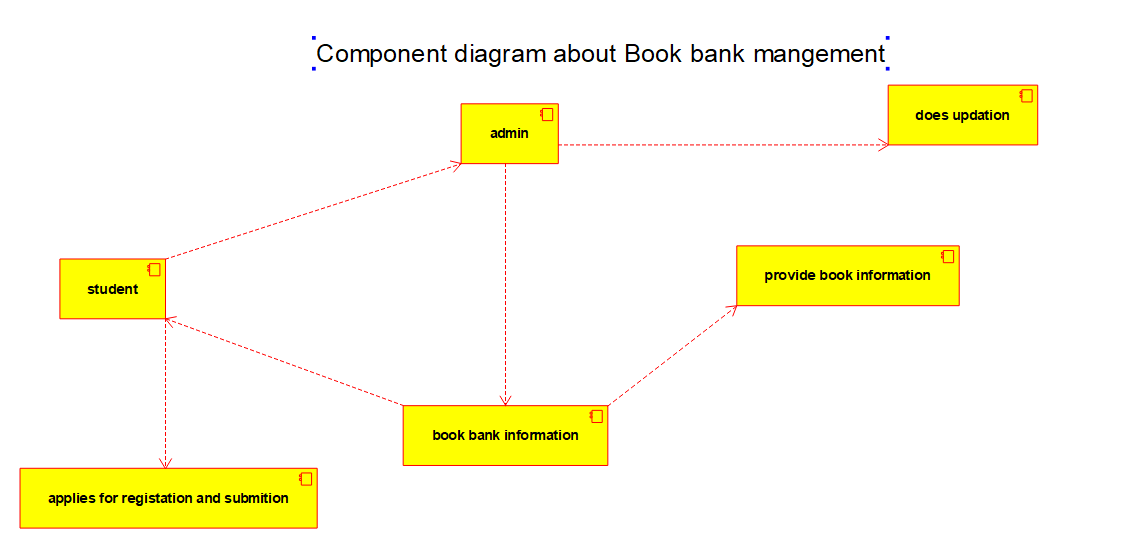 Component diagram about Book bank mangement
does updation
admin
provide book information
student
book bank information
applies for registation and submition